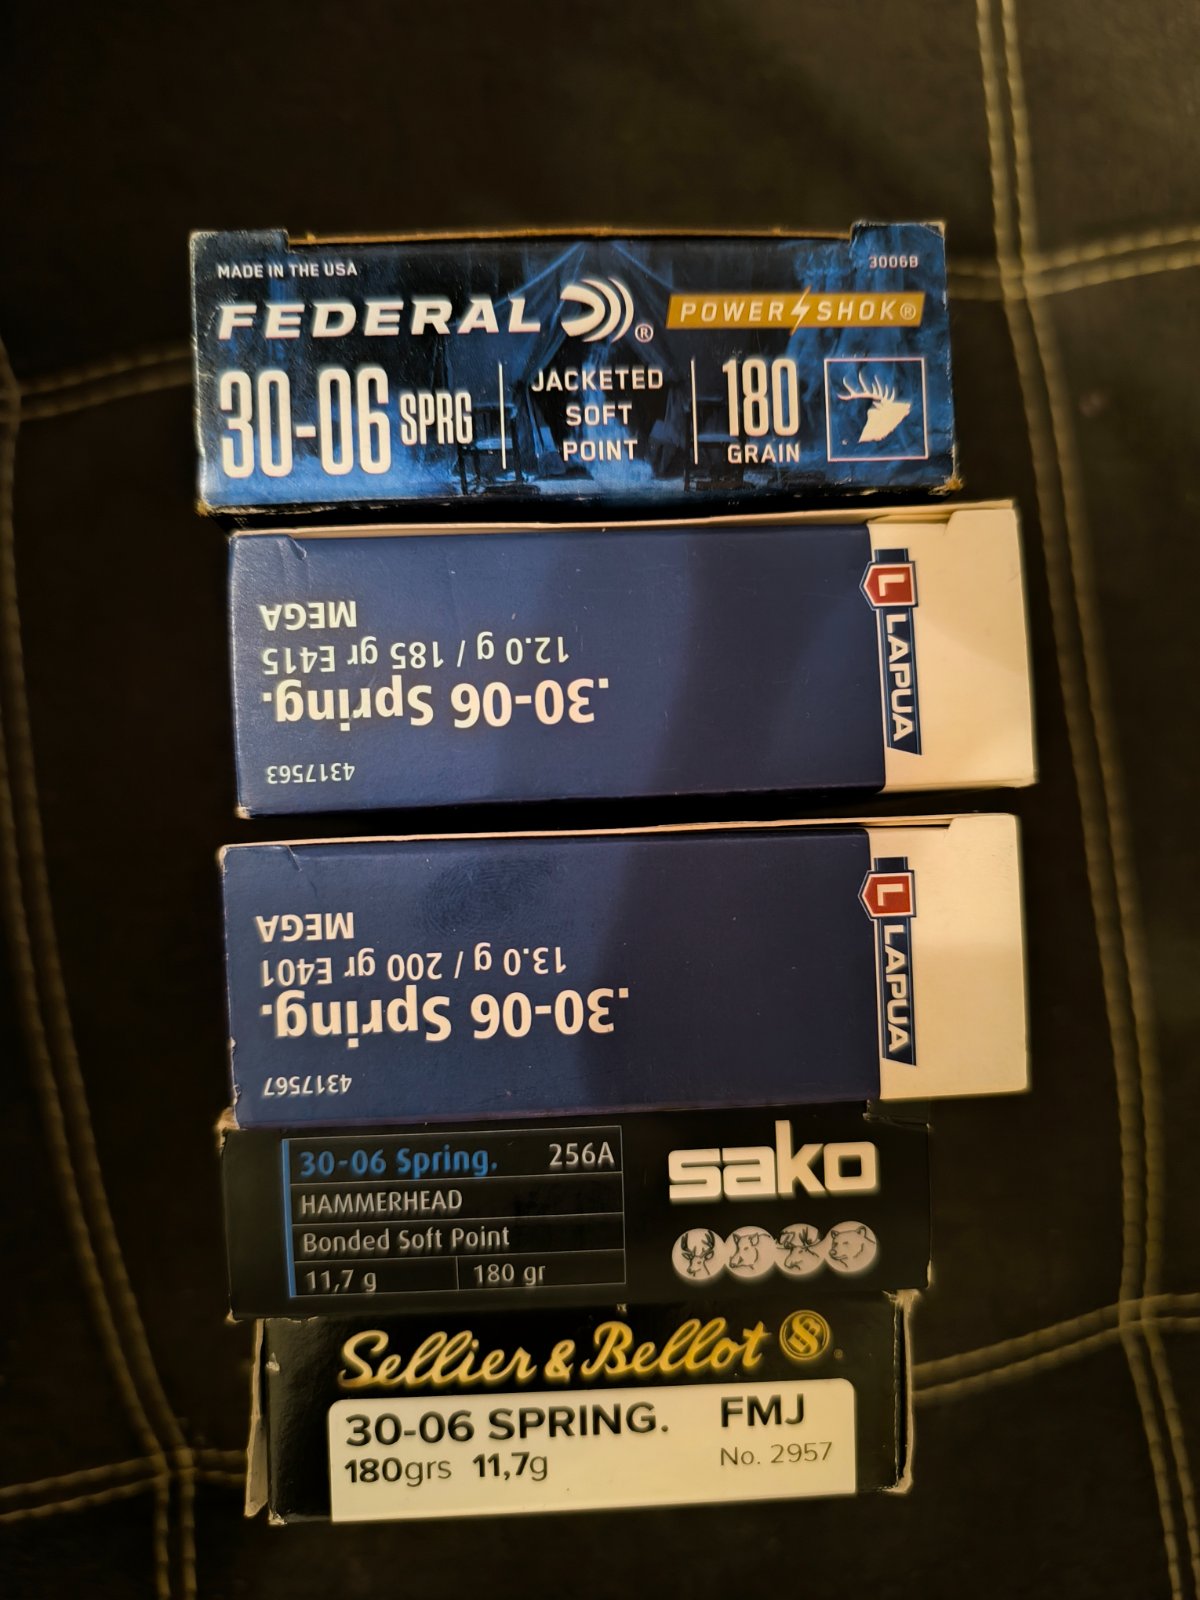 MADE IN THE USA
3006B
FEDERAL®
POWER SHOK®
30-06 SPRG
JACKETED
SOFT
POINT
180
GRAIN
L LAPUA
4317563
.30-06 Spring.
12.0 g / 185 gr E415
MEGA
L LAPUA
4317567
.30-06 Spring.
13.0 g / 200 gr E401
MEGA
30-06 Spring. 256A
HAMMERHEAD
Bonded Soft Point
11,7 g 180 gr
sako
Sellier & Bellot
30-06 SPRING. FMJ
180grs 11,7g No. 2957